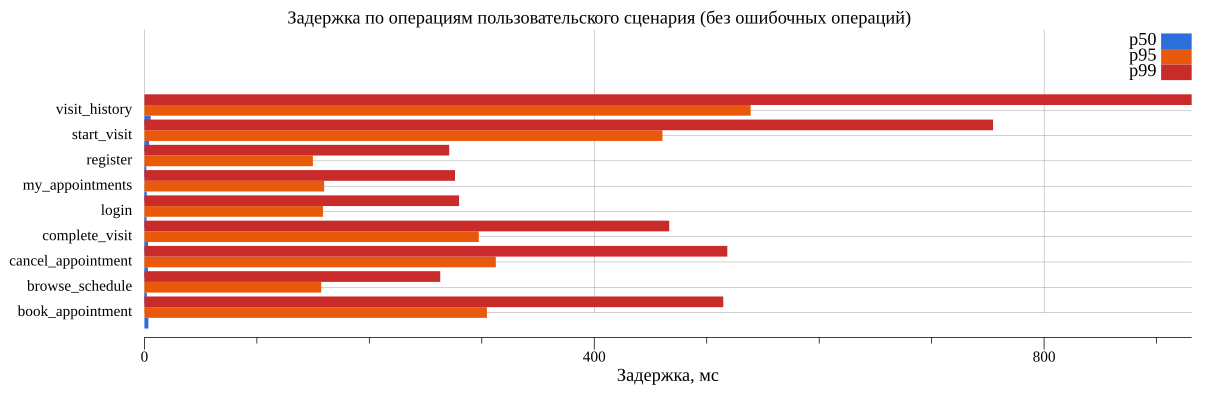 Задержка по операциям пользовательского сценария (без ошибочных операций)
p50
p95
p99
visit_history
start_visit
register
my_appointments
login
complete_visit
cancel_appointment
browse_schedule
book_appointment
0 400 800
Задержка, мс